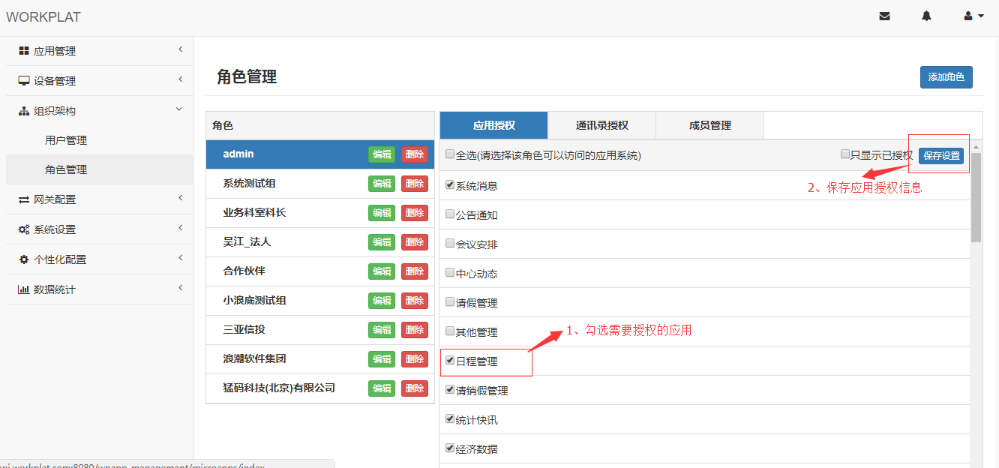 WORKPLAT
应用管理
设备管理
组织架构
用户管理
角色管理
网关配置
系统设置
个性化配置
数据统计
角色管理
添加角色
角色
admin 编辑 删除
系统测试组 编辑 删除
业务科室科长 编辑 删除
吴江_法人 编辑 删除
合作伙伴 编辑 删除
小浪底测试组 编辑 删除
三亚信投 编辑 删除
浪潮软件集团 编辑 删除
猛码科技(北京)有限公司 编辑 删除
应用授权 通讯录授权 成员管理
全选(请选择该角色可以访问的应用系统) 只显示已授权 保存设置
2、保存应用授权信息
系统消息
公告通知
会议安排
中心动态
请假管理
其他管理
1、勾选需要授权的应用
日程管理
请销假管理
统计快讯
经济数据
api.workplat.com:8080/wpapp-management/microapps/index